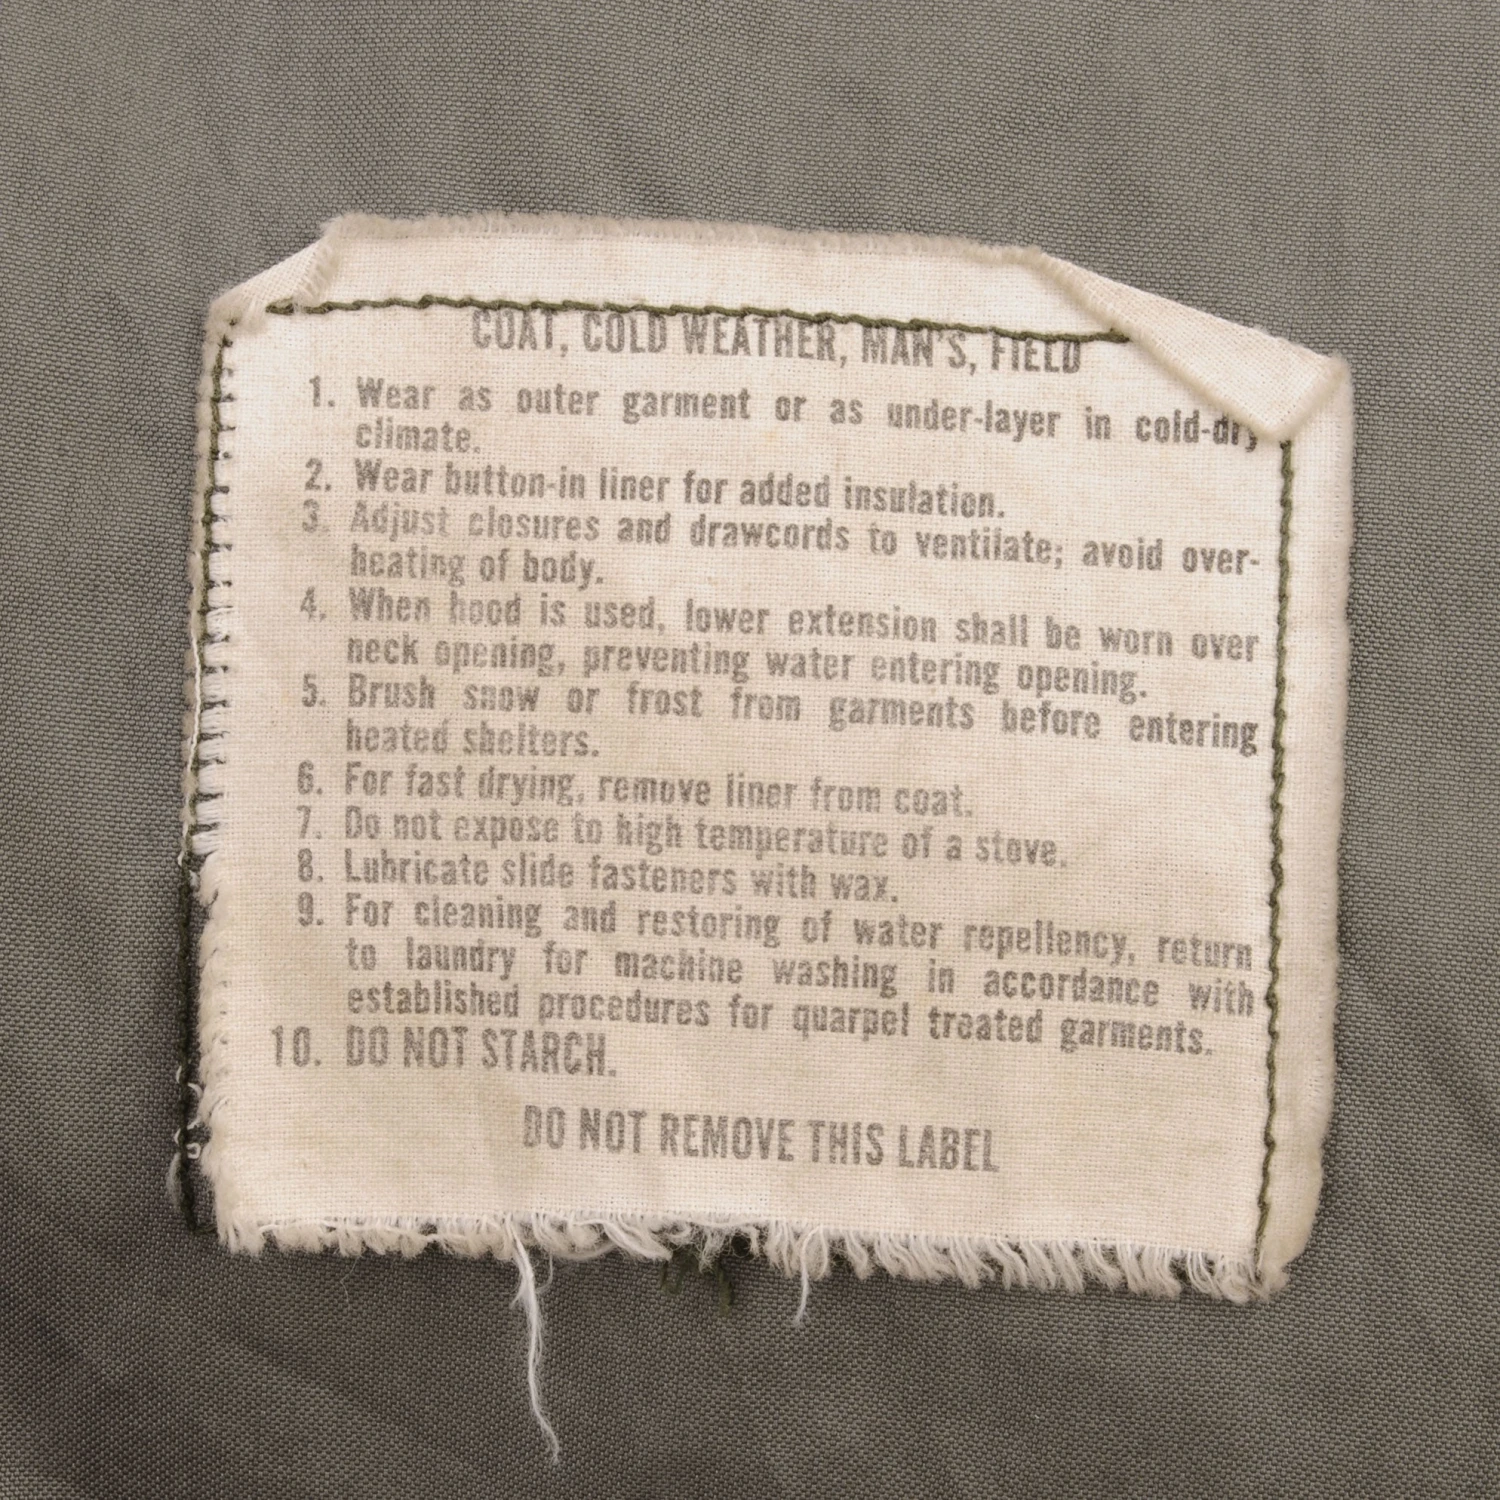 COAT, COLD WEATHER, MAN'S, FIELD
1. Wear as outer garment or as under-layer in cold-dry
climate.
2. Wear button-in liner for added insulation.
3. Adjust closures and drawcords to ventilate; avoid over-
heating of body.
4. When hood is used, lower extension shall be worn over
neck opening, preventing water entering opening.
5. Brush snow or frost from garments before entering
heated shelters.
6. For fast drying, remove liner from coat.
7. Do not expose to high temperature of a stove.
8. Lubricate slide fasteners with wax.
9. For cleaning and restoring of water repellency, return
to laundry for machine washing in accordance with
established procedures for quarpel treated garments.
10. DO NOT STARCH.
DO NOT REMOVE THIS LABEL